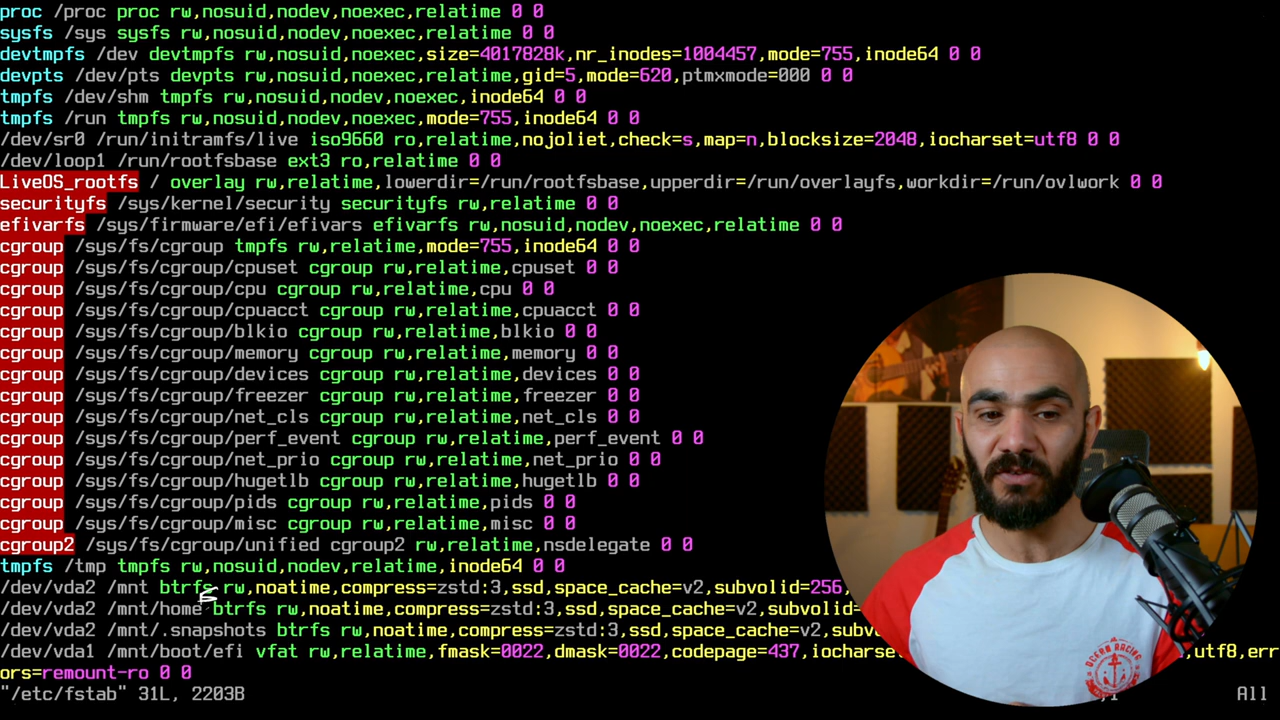 proc /proc proc rw,nosuid,nodev,noexec,relatime 0 0
sysfs /sys sysfs rw,nosuid,nodev,noexec,relatime 0 0
devtmpfs /dev devtmpfs rw,nosuid,noexec,size=4017828k,nr_inodes=1004457,mode=755,inode64 0 0
devpts /dev/pts devpts rw,nosuid,noexec,relatime,gid=5,mode=620,ptmxmode=000 0 0
tmpfs /dev/shm tmpfs rw,nosuid,nodev,noexec,inode64 0 0
tmpfs /run tmpfs rw,nosuid,nodev,noexec,mode=755,inode64 0 0
/dev/sr0 /run/initramfs/live iso9660 ro,relatime,nojoliet,check=s,map=n,blocksize=2048,iocharset=utf8 0 0
/dev/loop1 /run/rootfsbase ext3 ro,relatime 0 0
LiveOS_rootfs / overlay rw,relatime,lowerdir=/run/rootfsbase,upperdir=/run/overlayfs,workdir=/run/ovlwork 0 0
securityfs /sys/kernel/security securityfs rw,relatime 0 0
efivarfs /sys/firmware/efi/efivars efivarfs rw,nosuid,nodev,noexec,relatime 0 0
cgroup /sys/fs/cgroup tmpfs rw,relatime,mode=755,inode64 0 0
cgroup /sys/fs/cgroup/cpuset cgroup rw,relatime,cpuset 0 0
cgroup /sys/fs/cgroup/cpu cgroup rw,relatime,cpu 0 0
cgroup /sys/fs/cgroup/cpuacct cgroup rw,relatime,cpuacct 0 0
cgroup /sys/fs/cgroup/blkio cgroup rw,relatime,blkio 0 0
cgroup /sys/fs/cgroup/memory cgroup rw,relatime,memory 0 0
cgroup /sys/fs/cgroup/devices cgroup rw,relatime,devices 0 0
cgroup /sys/fs/cgroup/freezer cgroup rw,relatime,freezer 0 0
cgroup /sys/fs/cgroup/net_cls cgroup rw,relatime,net_cls 0 0
cgroup /sys/fs/cgroup/perf_event cgroup rw,relatime,perf_event 0 0
cgroup /sys/fs/cgroup/net_prio cgroup rw,relatime,net_prio 0 0
cgroup /sys/fs/cgroup/hugetlb cgroup rw,relatime,hugetlb 0 0
cgroup /sys/fs/cgroup/pids cgroup rw,relatime,pids 0 0
cgroup /sys/fs/cgroup/misc cgroup rw,relatime,misc 0 0
cgroup2 /sys/fs/cgroup/unified cgroup2 rw,relatime,nsdelegate 0 0
tmpfs /tmp tmpfs rw,nosuid,nodev,relatime,inode64 0 0
/dev/vda2 /mnt btrfs rw,noatime,compress=zstd:3,ssd,space_cache=v2,subvolid=256,
/dev/vda2 /mnt/home btrfs rw,noatime,compress=zstd:3,ssd,space_cache=v2,subvolid=
/dev/vda2 /mnt/.snapshots btrfs rw,noatime,compress=zstd:3,ssd,space_cache=v2,subv
/dev/vda1 /mnt/boot/efi vfat rw,relatime,fmask=0022,dmask=0022,codepage=437,iocharse ,utf8,err
ors=remount-ro 0 0
"/etc/fstab" 31L, 2203B All
OCEAN RACING